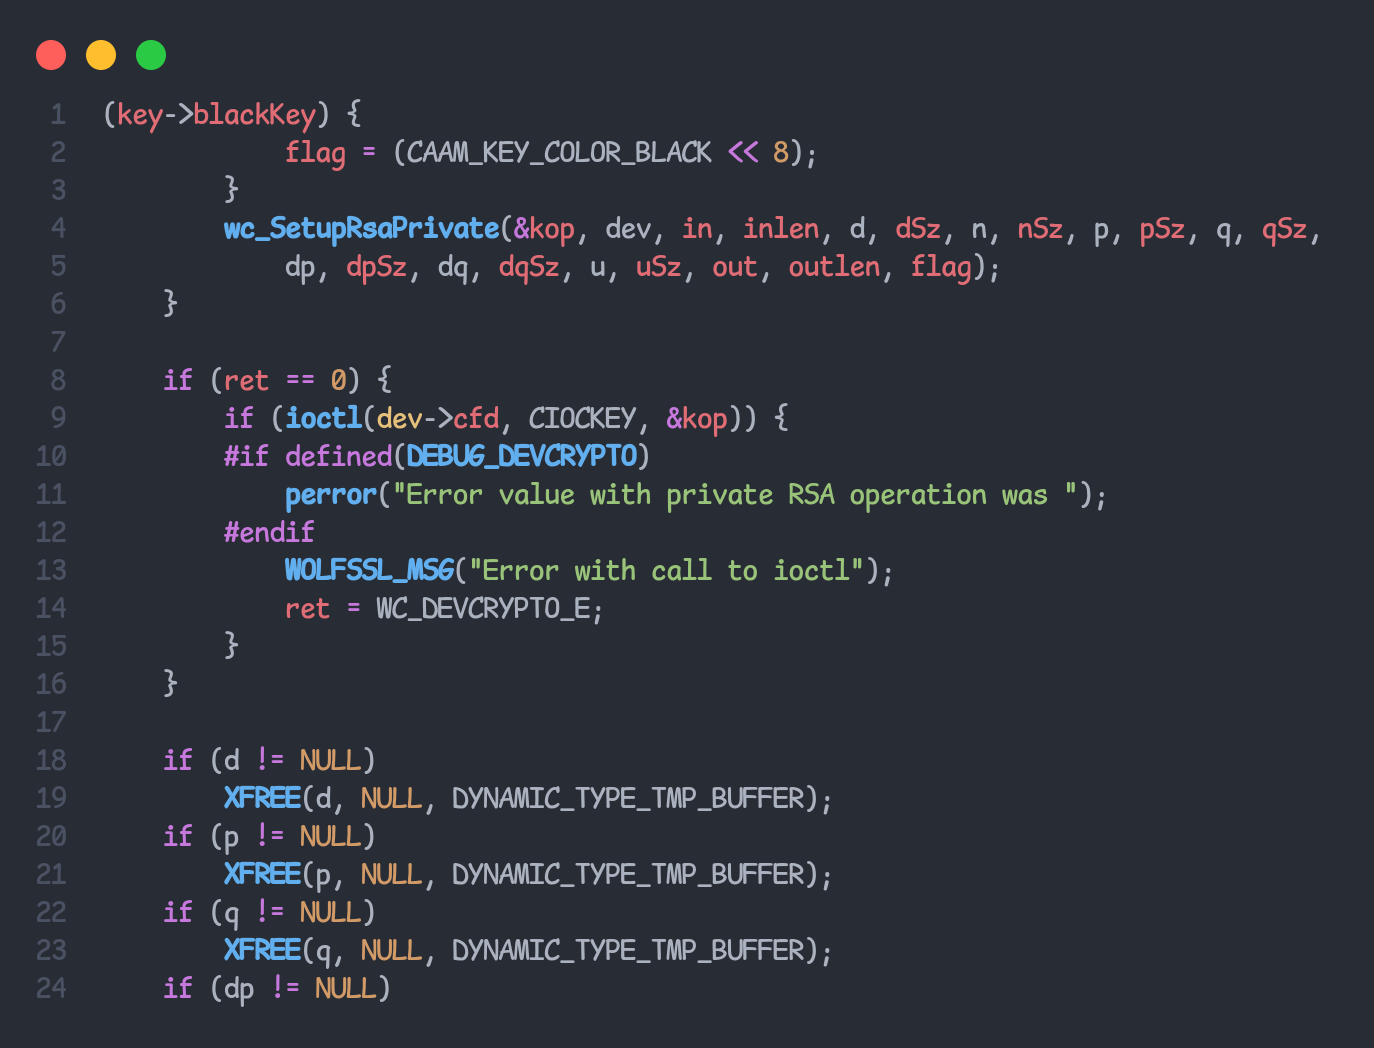 1 (key->blackKey) {
2 flag = (CAAM_KEY_COLOR_BLACK << 8);
3 }
4 wc_SetupRsaPrivate(&kop, dev, in, inlen, d, dSz, n, nSz, p, pSz, q, qSz,
5 dp, dpSz, dq, dqSz, u, uSz, out, outlen, flag);
6 }
7
8 if (ret == 0) {
9 if (ioctl(dev->cfd, CIOCKEY, &kop)) {
10 #if defined(DEBUG_DEVCRYPTO)
11 perror("Error value with private RSA operation was ");
12 #endif
13 WOLFSSL_MSG("Error with call to ioctl");
14 ret = WC_DEVCRYPTO_E;
15 }
16 }
17
18 if (d != NULL)
19 XFREE(d, NULL, DYNAMIC_TYPE_TMP_BUFFER);
20 if (p != NULL)
21 XFREE(p, NULL, DYNAMIC_TYPE_TMP_BUFFER);
22 if (q != NULL)
23 XFREE(q, NULL, DYNAMIC_TYPE_TMP_BUFFER);
24 if (dp != NULL)